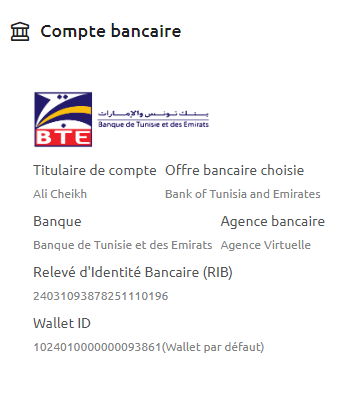 Compte bancaire
بنك تونس والإمارات
Banque de Tunisie et des Emirats
BTE
Titulaire de compte Offre bancaire choisie
Ali Cheikh Bank of Tunisia and Emirates
Banque Agence bancaire
Banque de Tunisie et des Emirats Agence Virtuelle
Relevé d'Identité Bancaire (RIB)
24031093878251110196
Wallet ID
1024010000000093861(Wallet par défaut)